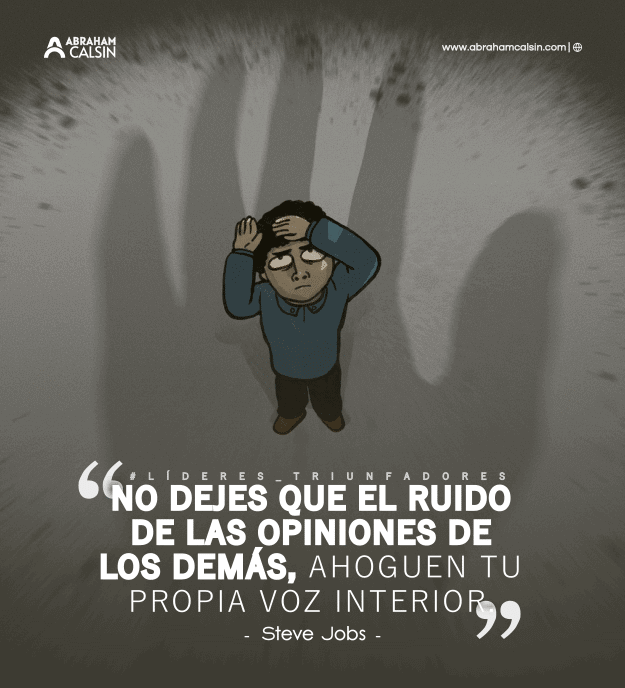 ABRAHAM
CALSIN
www.abrahamcalsin.com |
#LÍDERES_TRIUNFADORES
“NO DEJES QUE EL RUIDO
DE LAS OPINIONES DE
LOS DEMÁS, AHOGUEN TU
PROPIA VOZ INTERIOR.”
- Steve Jobs -